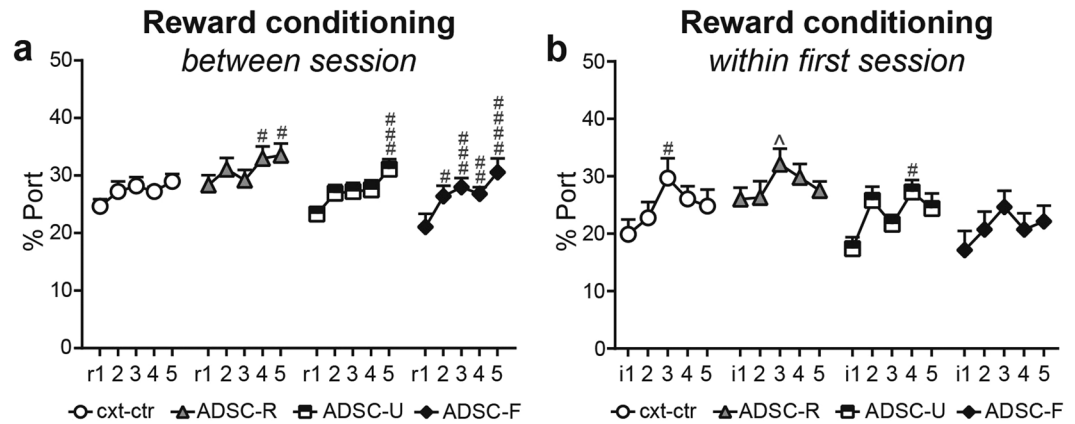 a
Reward conditioning
between session
% Port
50
40
30
20
10
0
# # ### # ### ## ####
r1 2 3 4 5 r1 2 3 4 5 r1 2 3 4 5 r1 2 3 4 5
cxt-ctr ADSC-R ADSC-U ADSC-F
b
Reward conditioning
within first session
% Port
50
40
30
20
10
0
# ^ #
i1 2 3 4 5 i1 2 3 4 5 i1 2 3 4 5 i1 2 3 4 5
cxt-ctr ADSC-R ADSC-U ADSC-F